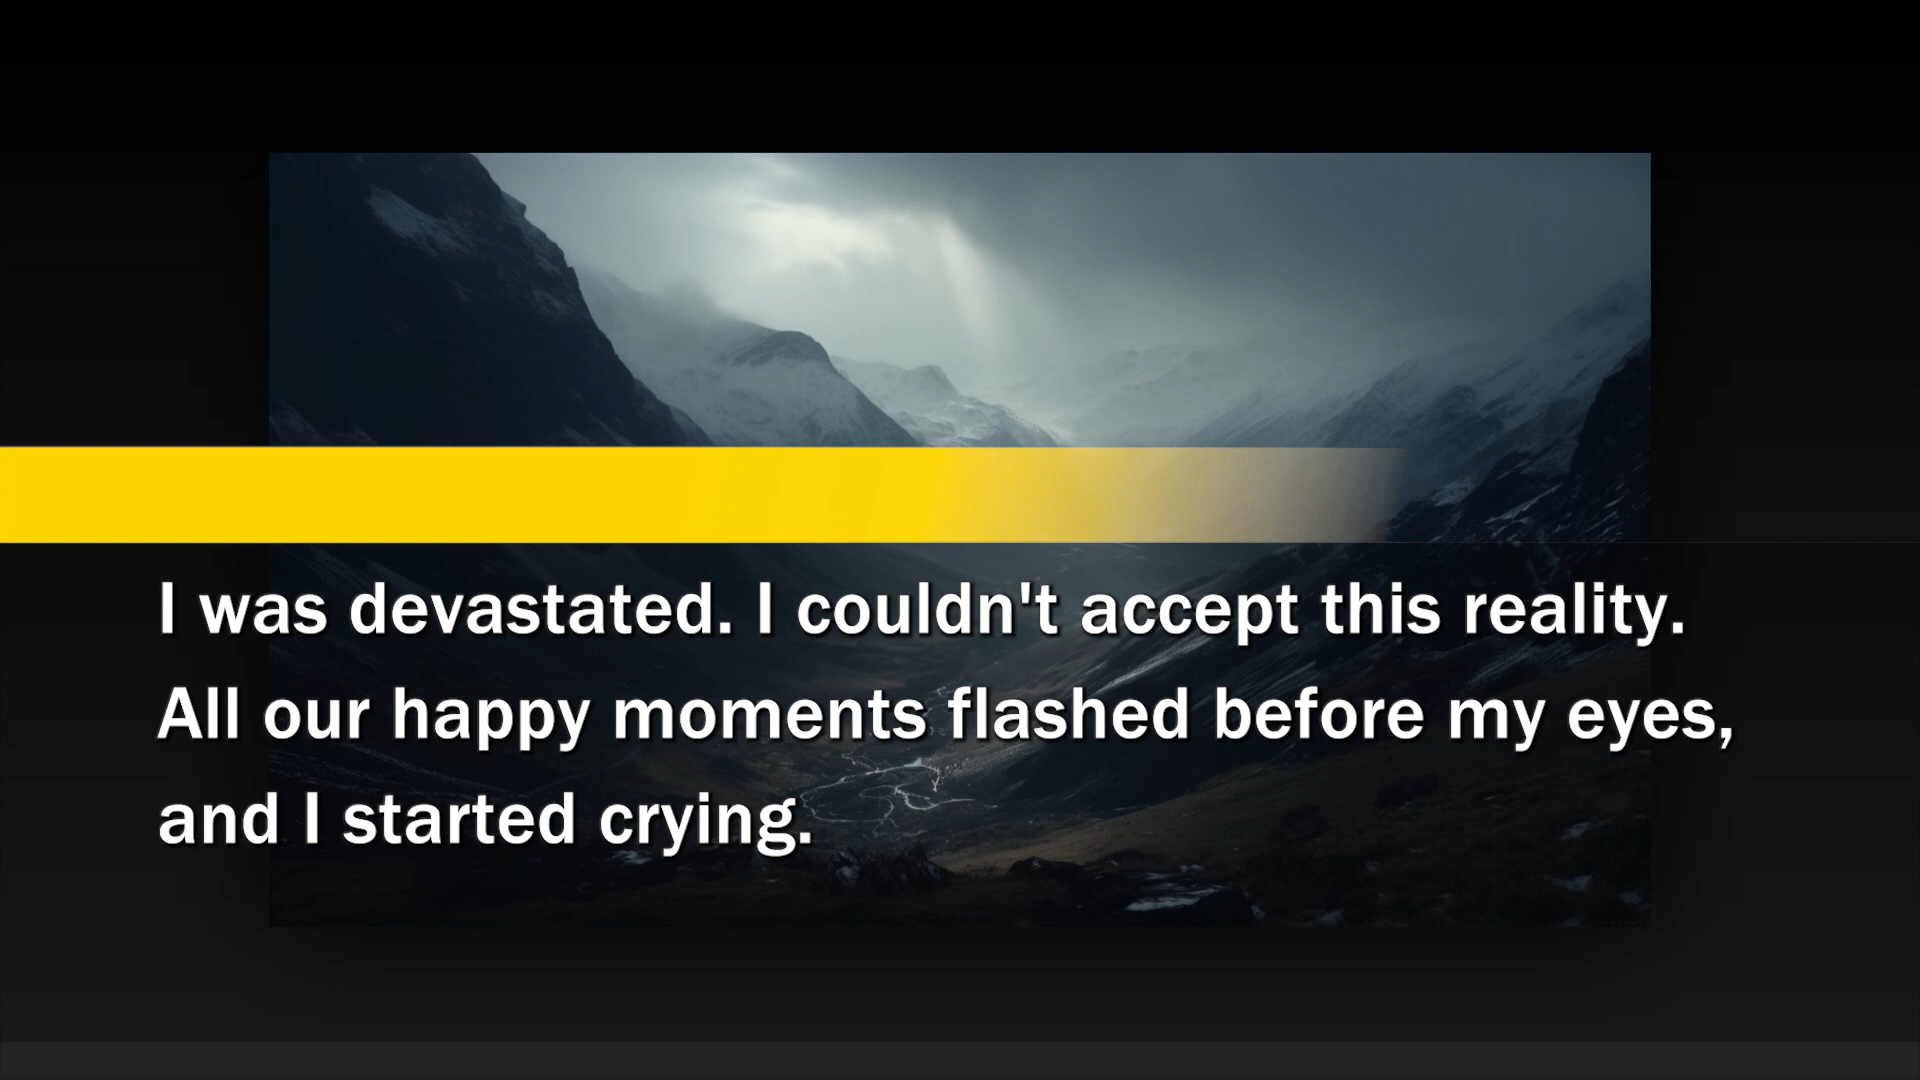 I was devastated. I couldn't accept this reality.
All our happy moments flashed before my eyes,
and I started crying.